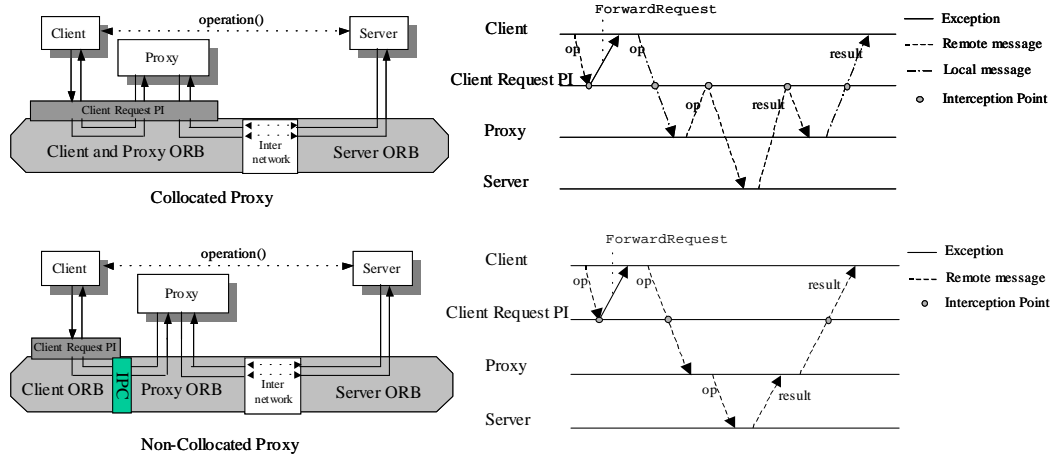 operation()
Client
Server
Proxy
Client Request PI
Client and Proxy ORB
Inter
network
Server ORB
Collocated Proxy
ForwardRequest
Client
op
op
result
Client Request PI
op
result
Proxy
Server
Exception
Remote message
Local message
Interception Point
operation()
Client
Server
Proxy
Client Request PI
Client ORB
IPC
Proxy ORB
Inter
network
Server ORB
Non-Collocated Proxy
ForwardRequest
Client
op
op
result
Client Request PI
Proxy
op
result
Server
Exception
Remote message
Interception Point